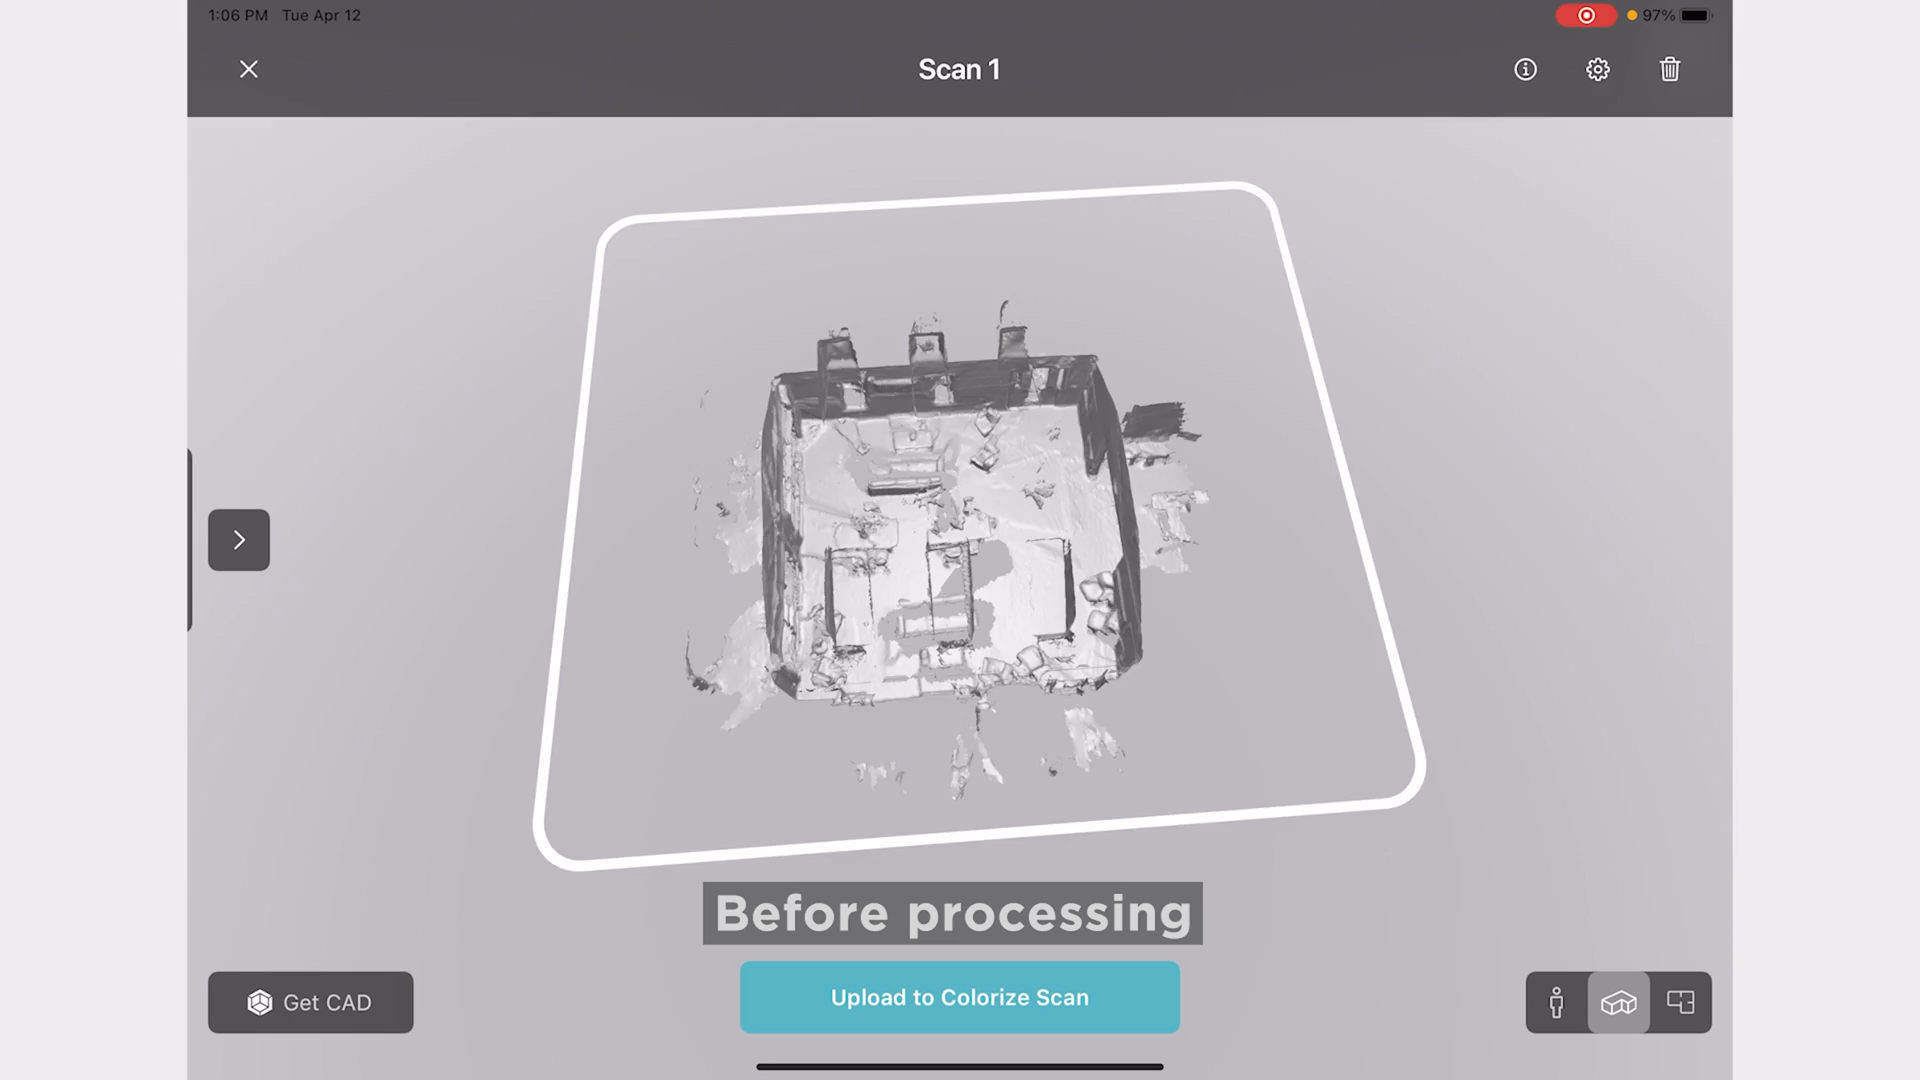 1:06 PM Tue Apr 12
97%
Scan 1
Before processing
Upload to Colorize Scan
Get CAD